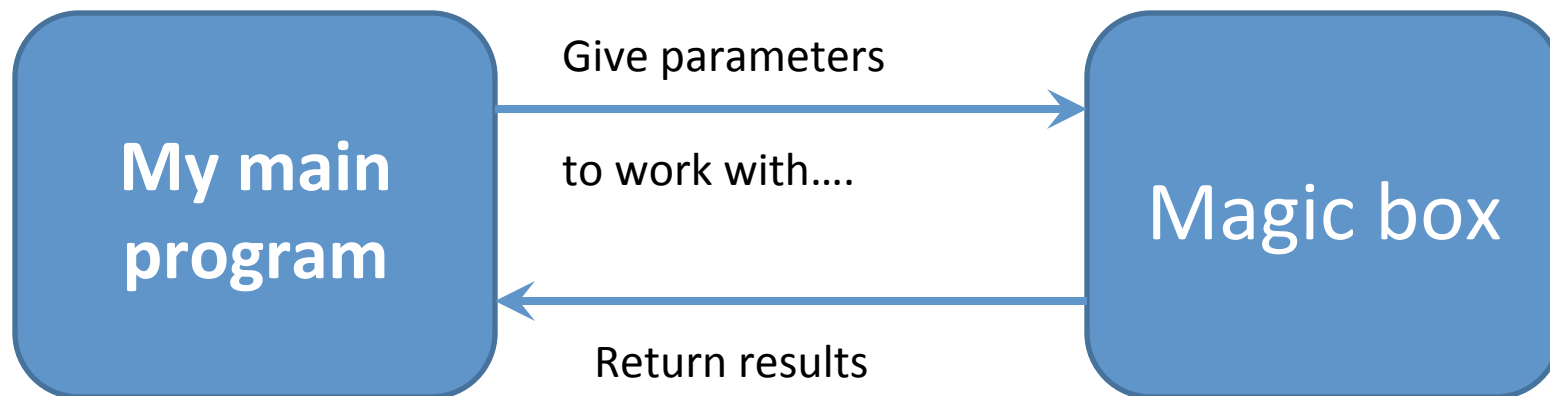 My main
program
Give parameters
to work with....
Return results
Magic box